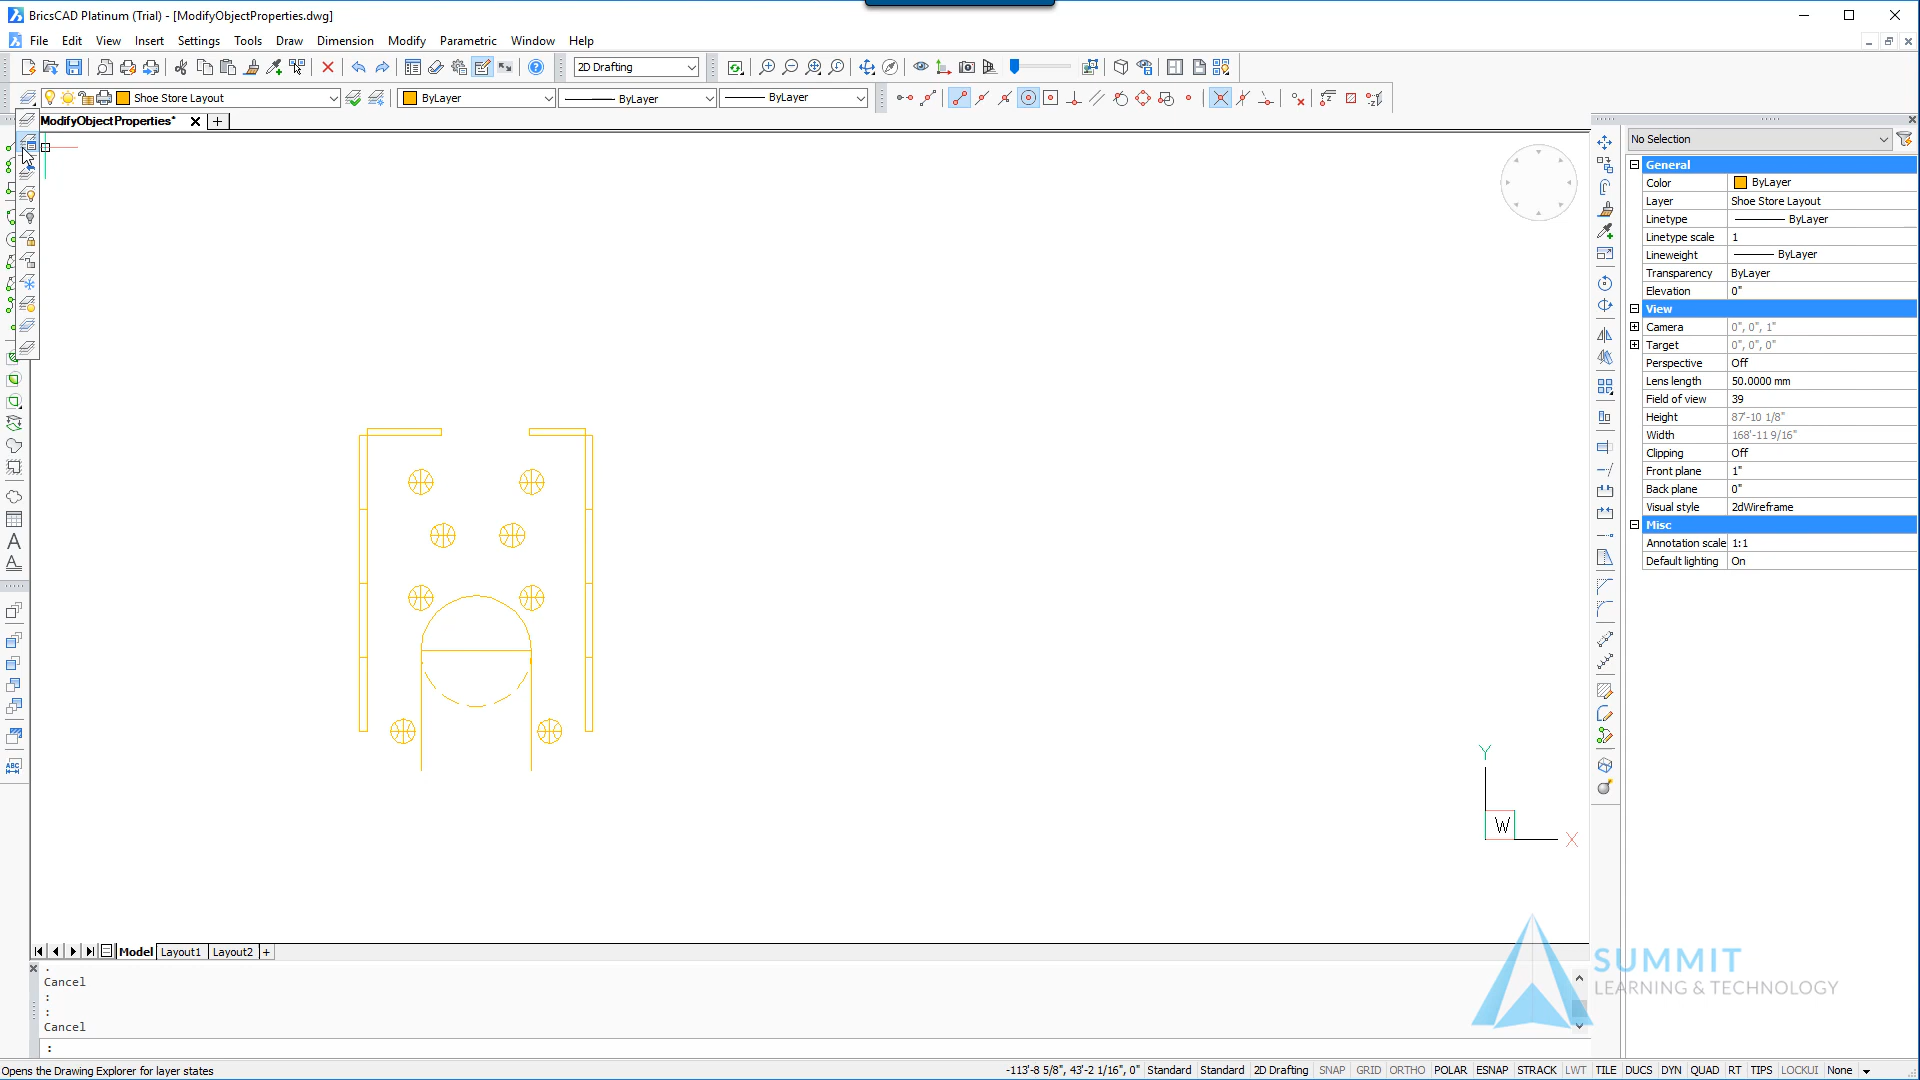 BricsCAD Platinum (Trial) - [ModifyObjectProperties.dwg]
File Edit View Insert Settings Tools Draw Dimension Modify Parametric Window Help
2D Drafting
Shoe Store Layout ByLayer ByLayer ByLayer
ModifyObjectProperties*
No Selection
General
Color ByLayer
Layer Shoe Store Layout
Linetype ByLayer
Linetype scale 1
Lineweight ByLayer
Transparency ByLayer
Elevation 0"
View
Camera 0", 0", 1"
Target 0", 0", 0"
Perspective Off
Lens length 50.0000 mm
Field of view 39
Height 87'-10 1/8"
Width 168'-11 9/16"
Clipping Off
Front plane 1"
Back plane 0"
Visual style 2dWireframe
Misc
Annotation scale 1:1
Default lighting On
A
A
ABC
Y
W
X
Model Layout1 Layout2 +
Cancel
:
:
Cancel
:
SUMMIT
LEARNING & TECHNOLOGY
Opens the Drawing Explorer for layer states
-113'-8 5/8", 43'-2 1/16", 0" Standard Standard 2D Drafting SNAP GRID ORTHO POLAR ESNAP STRACK LWT TILE DUCS DYN QUAD RT TIPS LOCKUI None